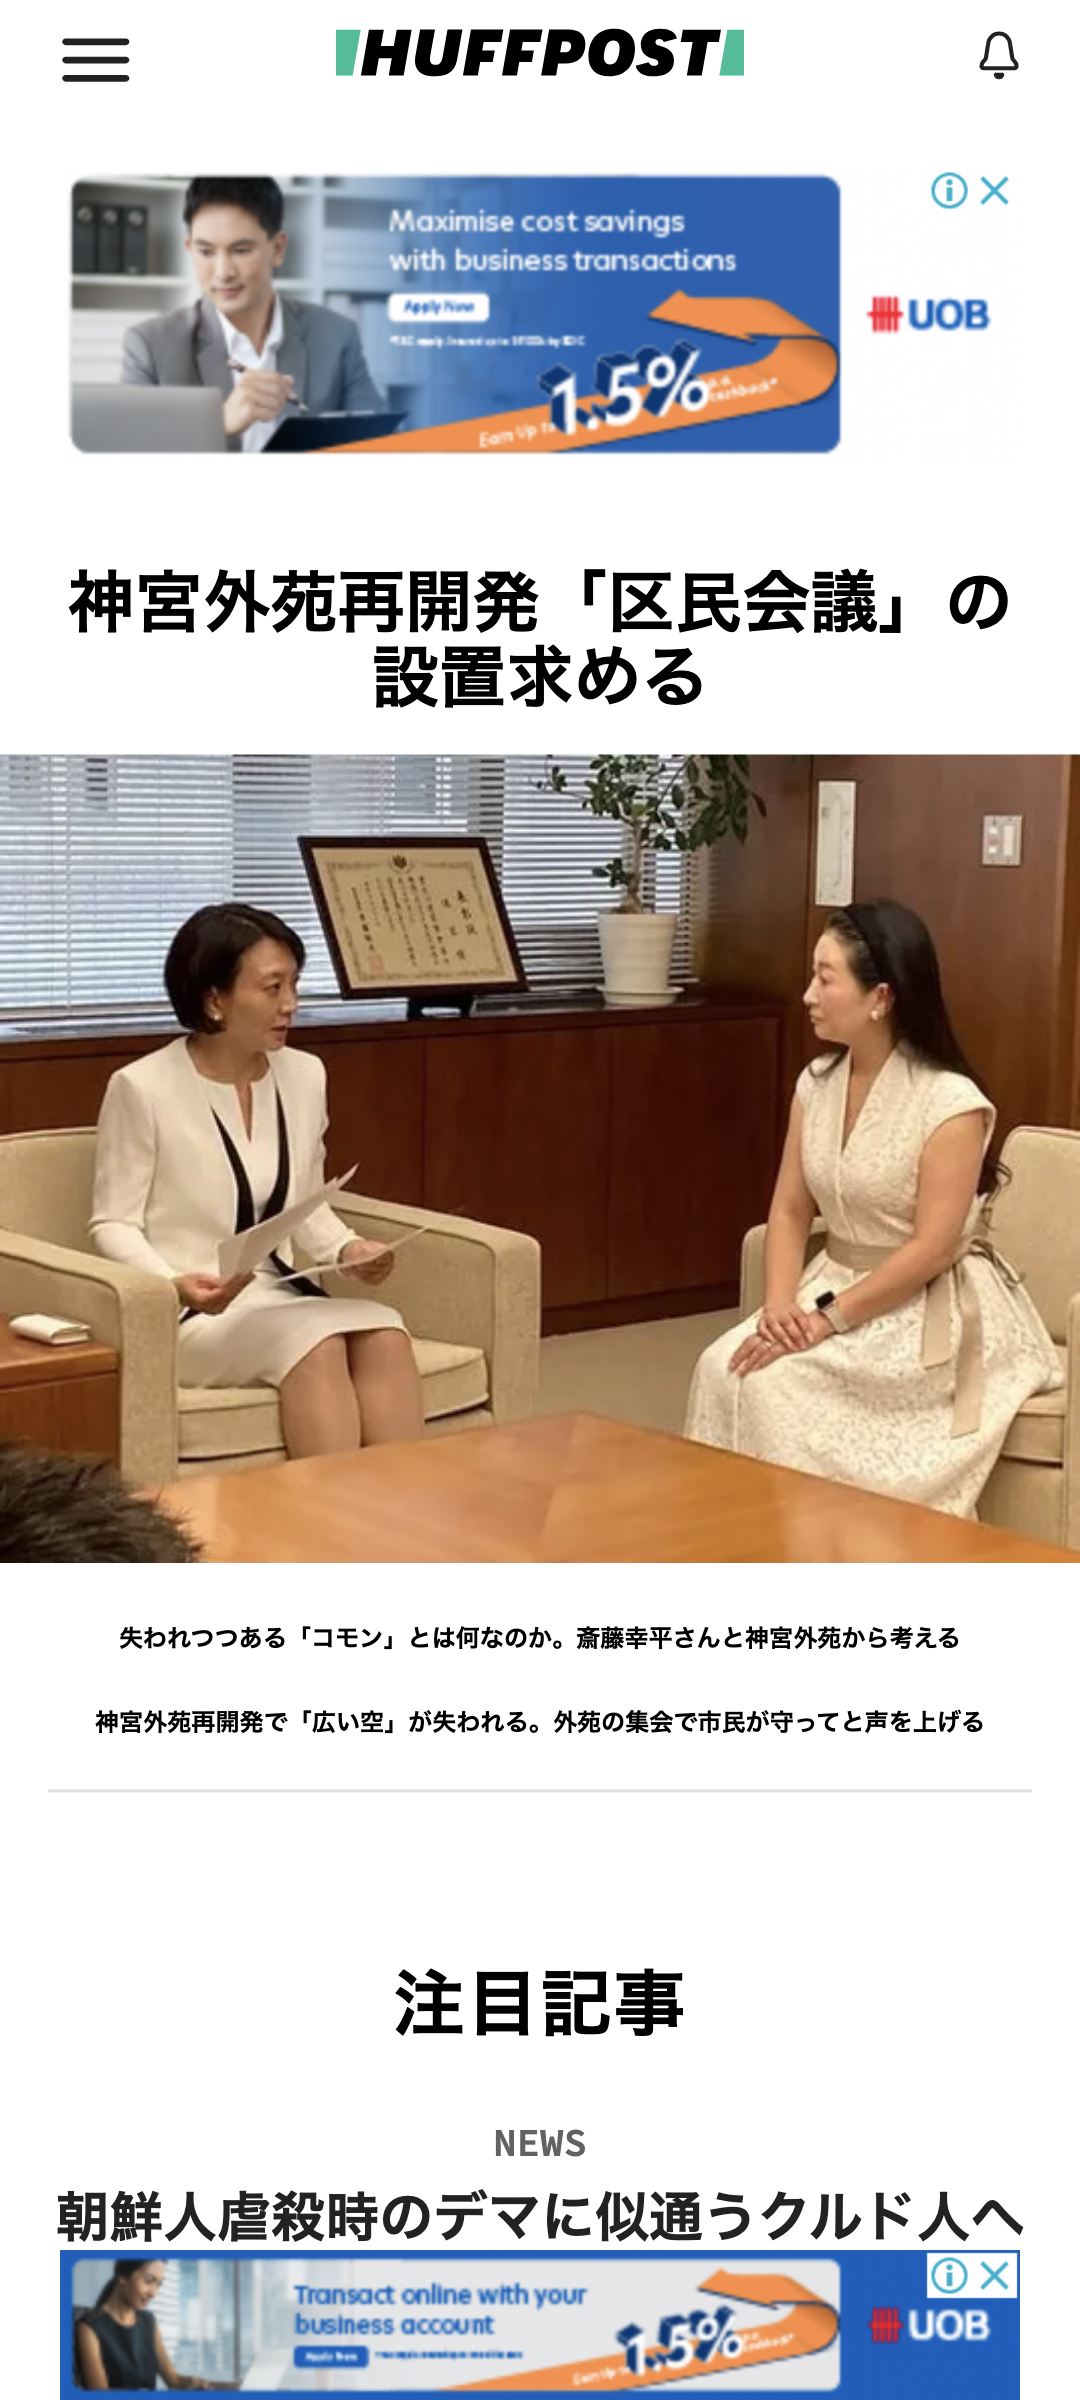 HUFFPOST
Maximise cost savings
with business transactions
Apply Now
Earn Up to
1.5%
cashback*
UOB
神宮外苑再開発「区民会議」の
設置求める
失われつつある「コモン」とは何なのか。斎藤幸平さんと神宮外苑から考える
神宮外苑再開発で「広い空」が失われる。外苑の集会で市民が守ってと声を上げる
注目記事
NEWS
朝鮮人虐殺時のデマに似通うクルド人へ
Transact online with your
business account
Apply Now
Earn Up to
1.5%
UOB